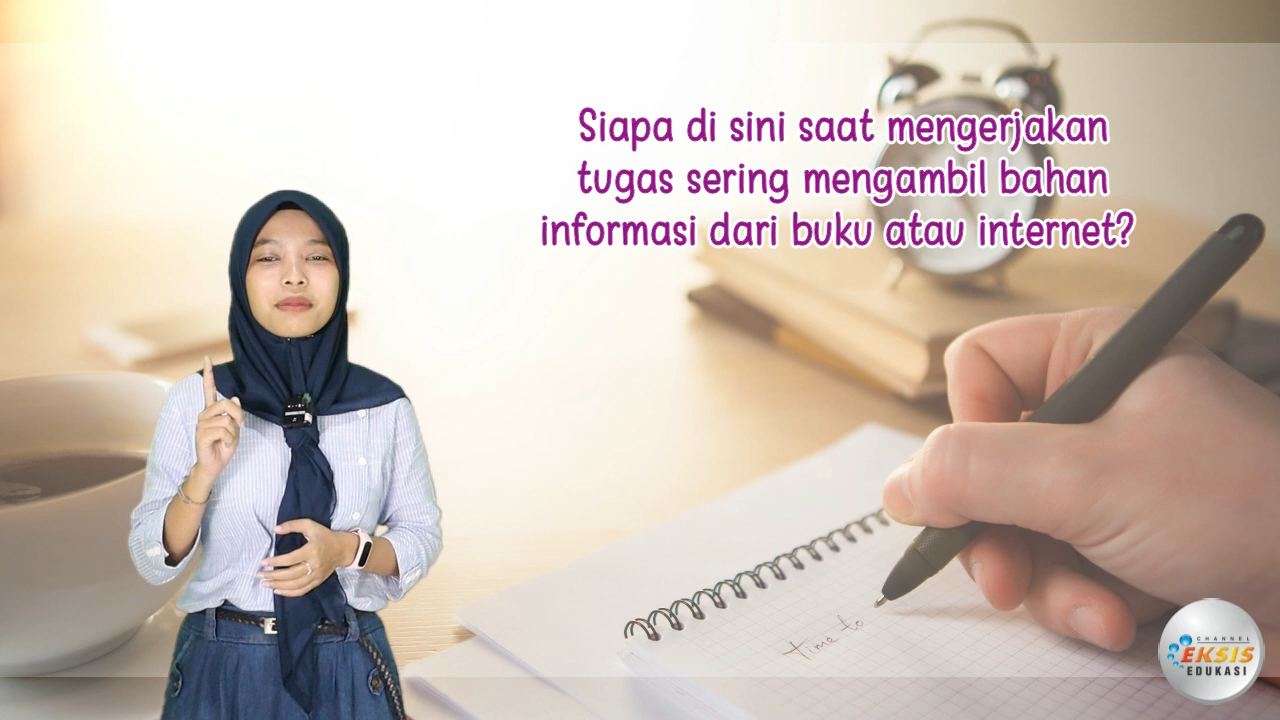 Siapa di sini saat mengerjakan
tugas sering mengambil bahan
informasi dari buku atau internet?
time to
CHANNEL
EKSIS
EDUKASI